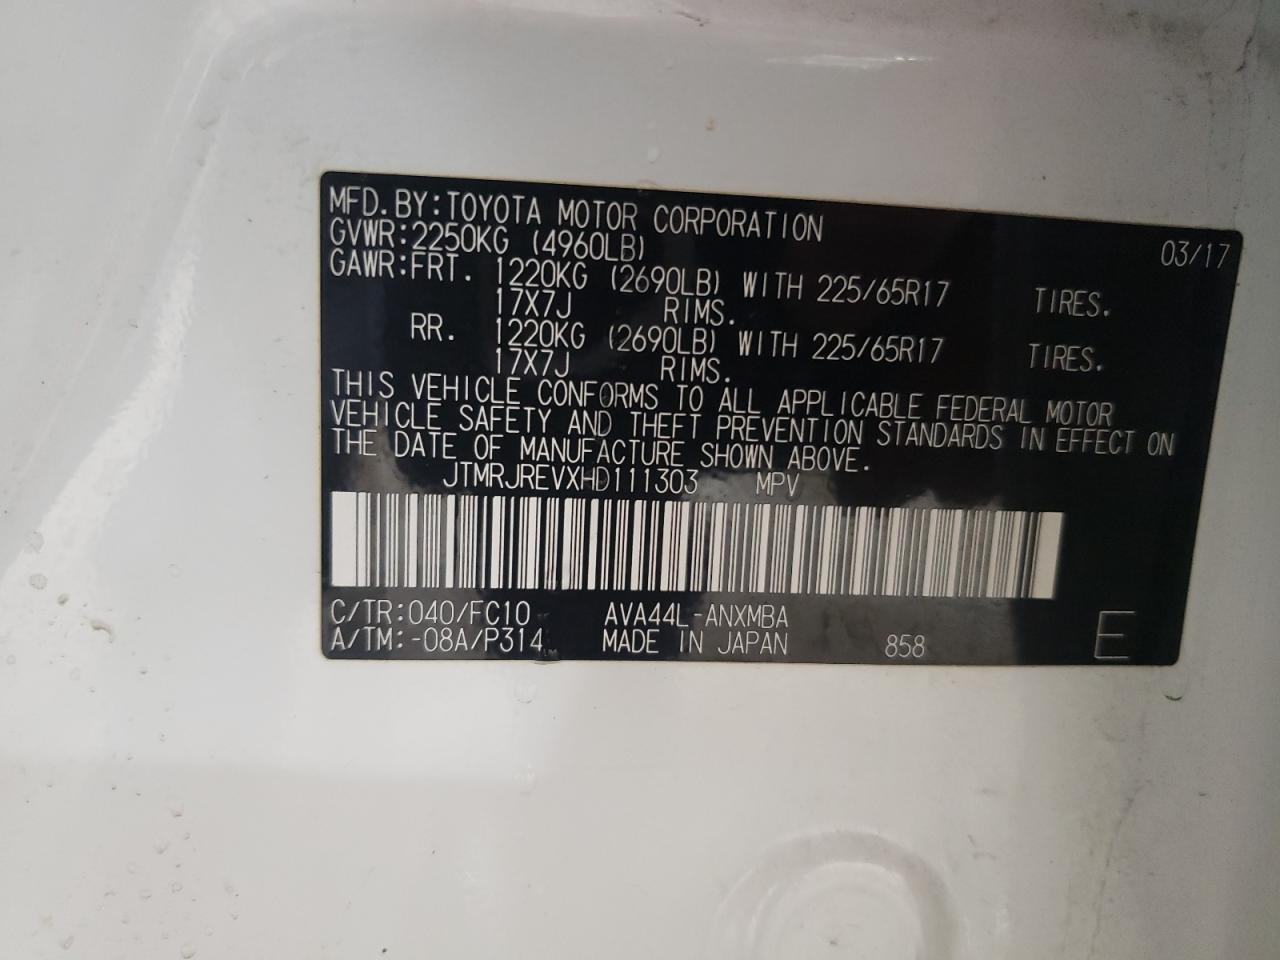 MFD.BY:TOYOTA MOTOR CORPORATION 03/17
GVWR:2250KG (4960LB)
GAWR:FRT. 1220KG (2690LB) WITH 225/65R17 TIRES.
17X7J RIMS.
RR. 1220KG (2690LB) WITH 225/65R17 TIRES.
17X7J RIMS.
THIS VEHICLE CONFORMS TO ALL APPLICABLE FEDERAL MOTOR
VEHICLE SAFETY AND THEFT PREVENTION STANDARDS IN EFFECT ON
THE DATE OF MANUFACTURE SHOWN ABOVE.
JTMRJREVXHD111303 MPV
C/TR:040/FC10 AVA44L-ANXMBA
A/TM:-08A/P314 MADE IN JAPAN 858 E